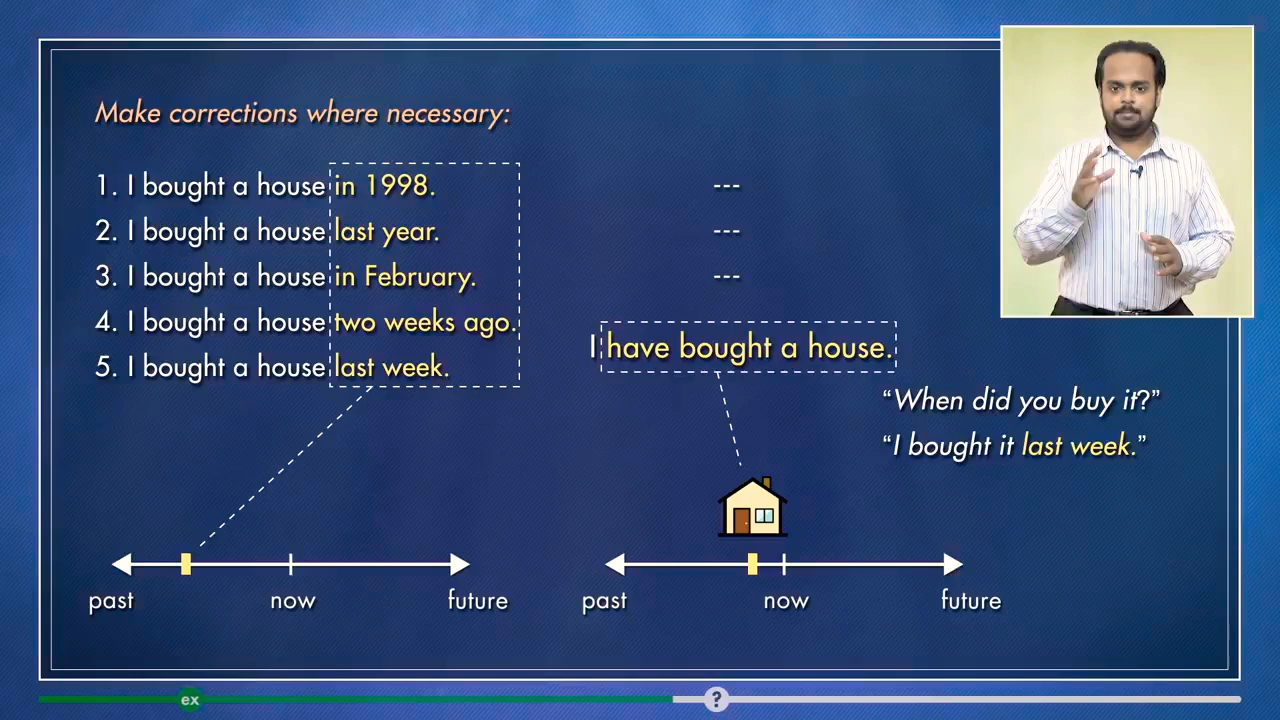 Make corrections where necessary:
1. I bought a house in 1998.
2. I bought a house last year.
3. I bought a house in February.
4. I bought a house two weeks ago.
5. I bought a house last week.
---
---
---
I have bought a house.
“When did you buy it?”
“I bought it last week.”
past now future
past now future
ex ?